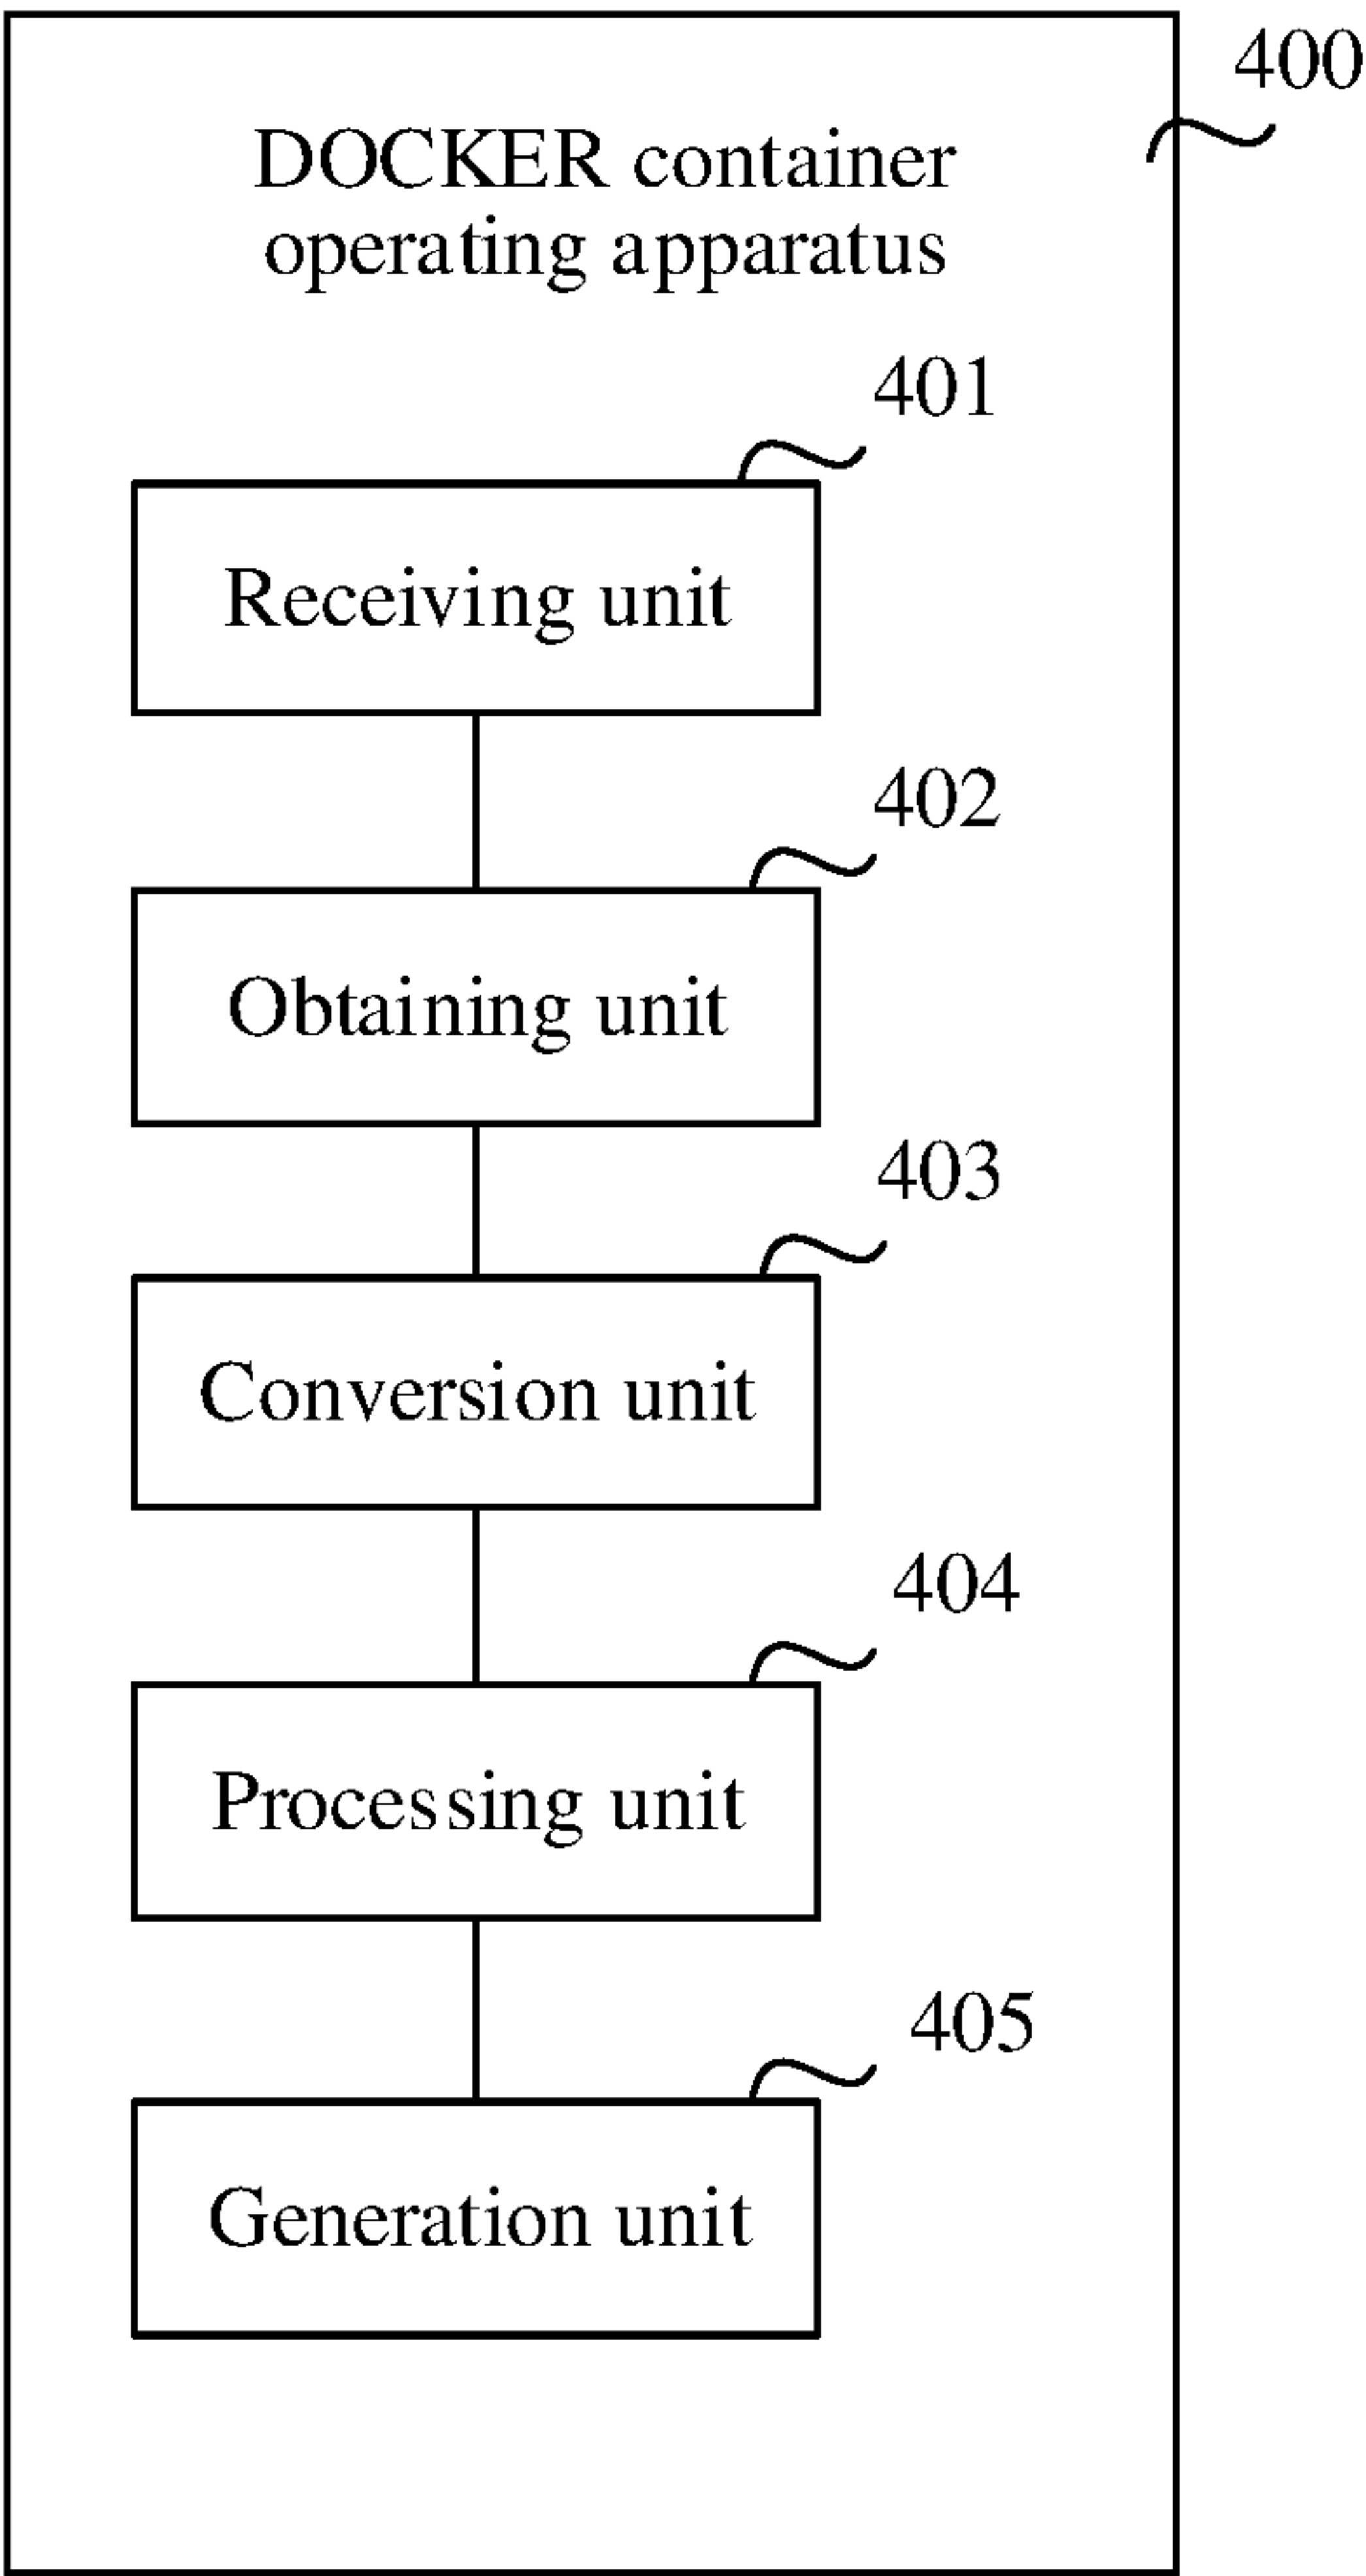 400
DOCKER container
operating apparatus
401
Receiving unit
402
Obtaining unit
403
Conversion unit
404
Processing unit
405
Generation unit